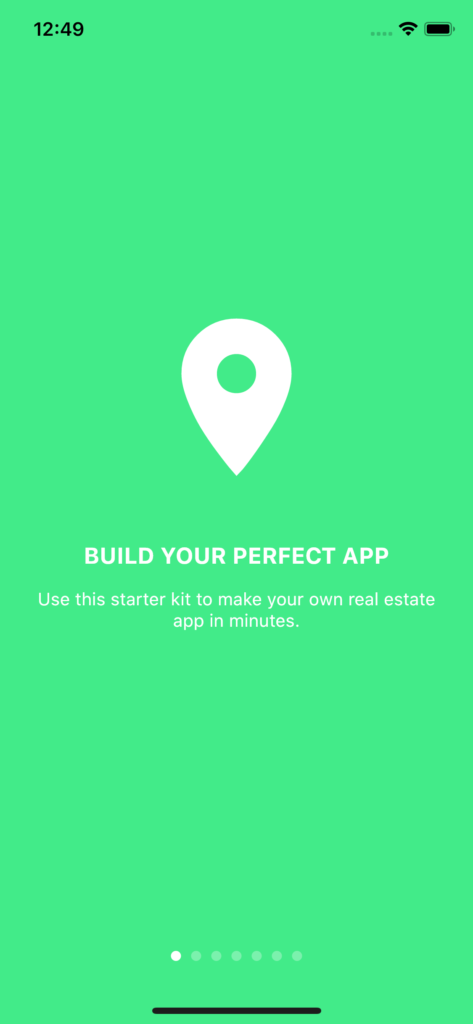 12:49
BUILD YOUR PERFECT APP
Use this starter kit to make your own real estate
app in minutes.